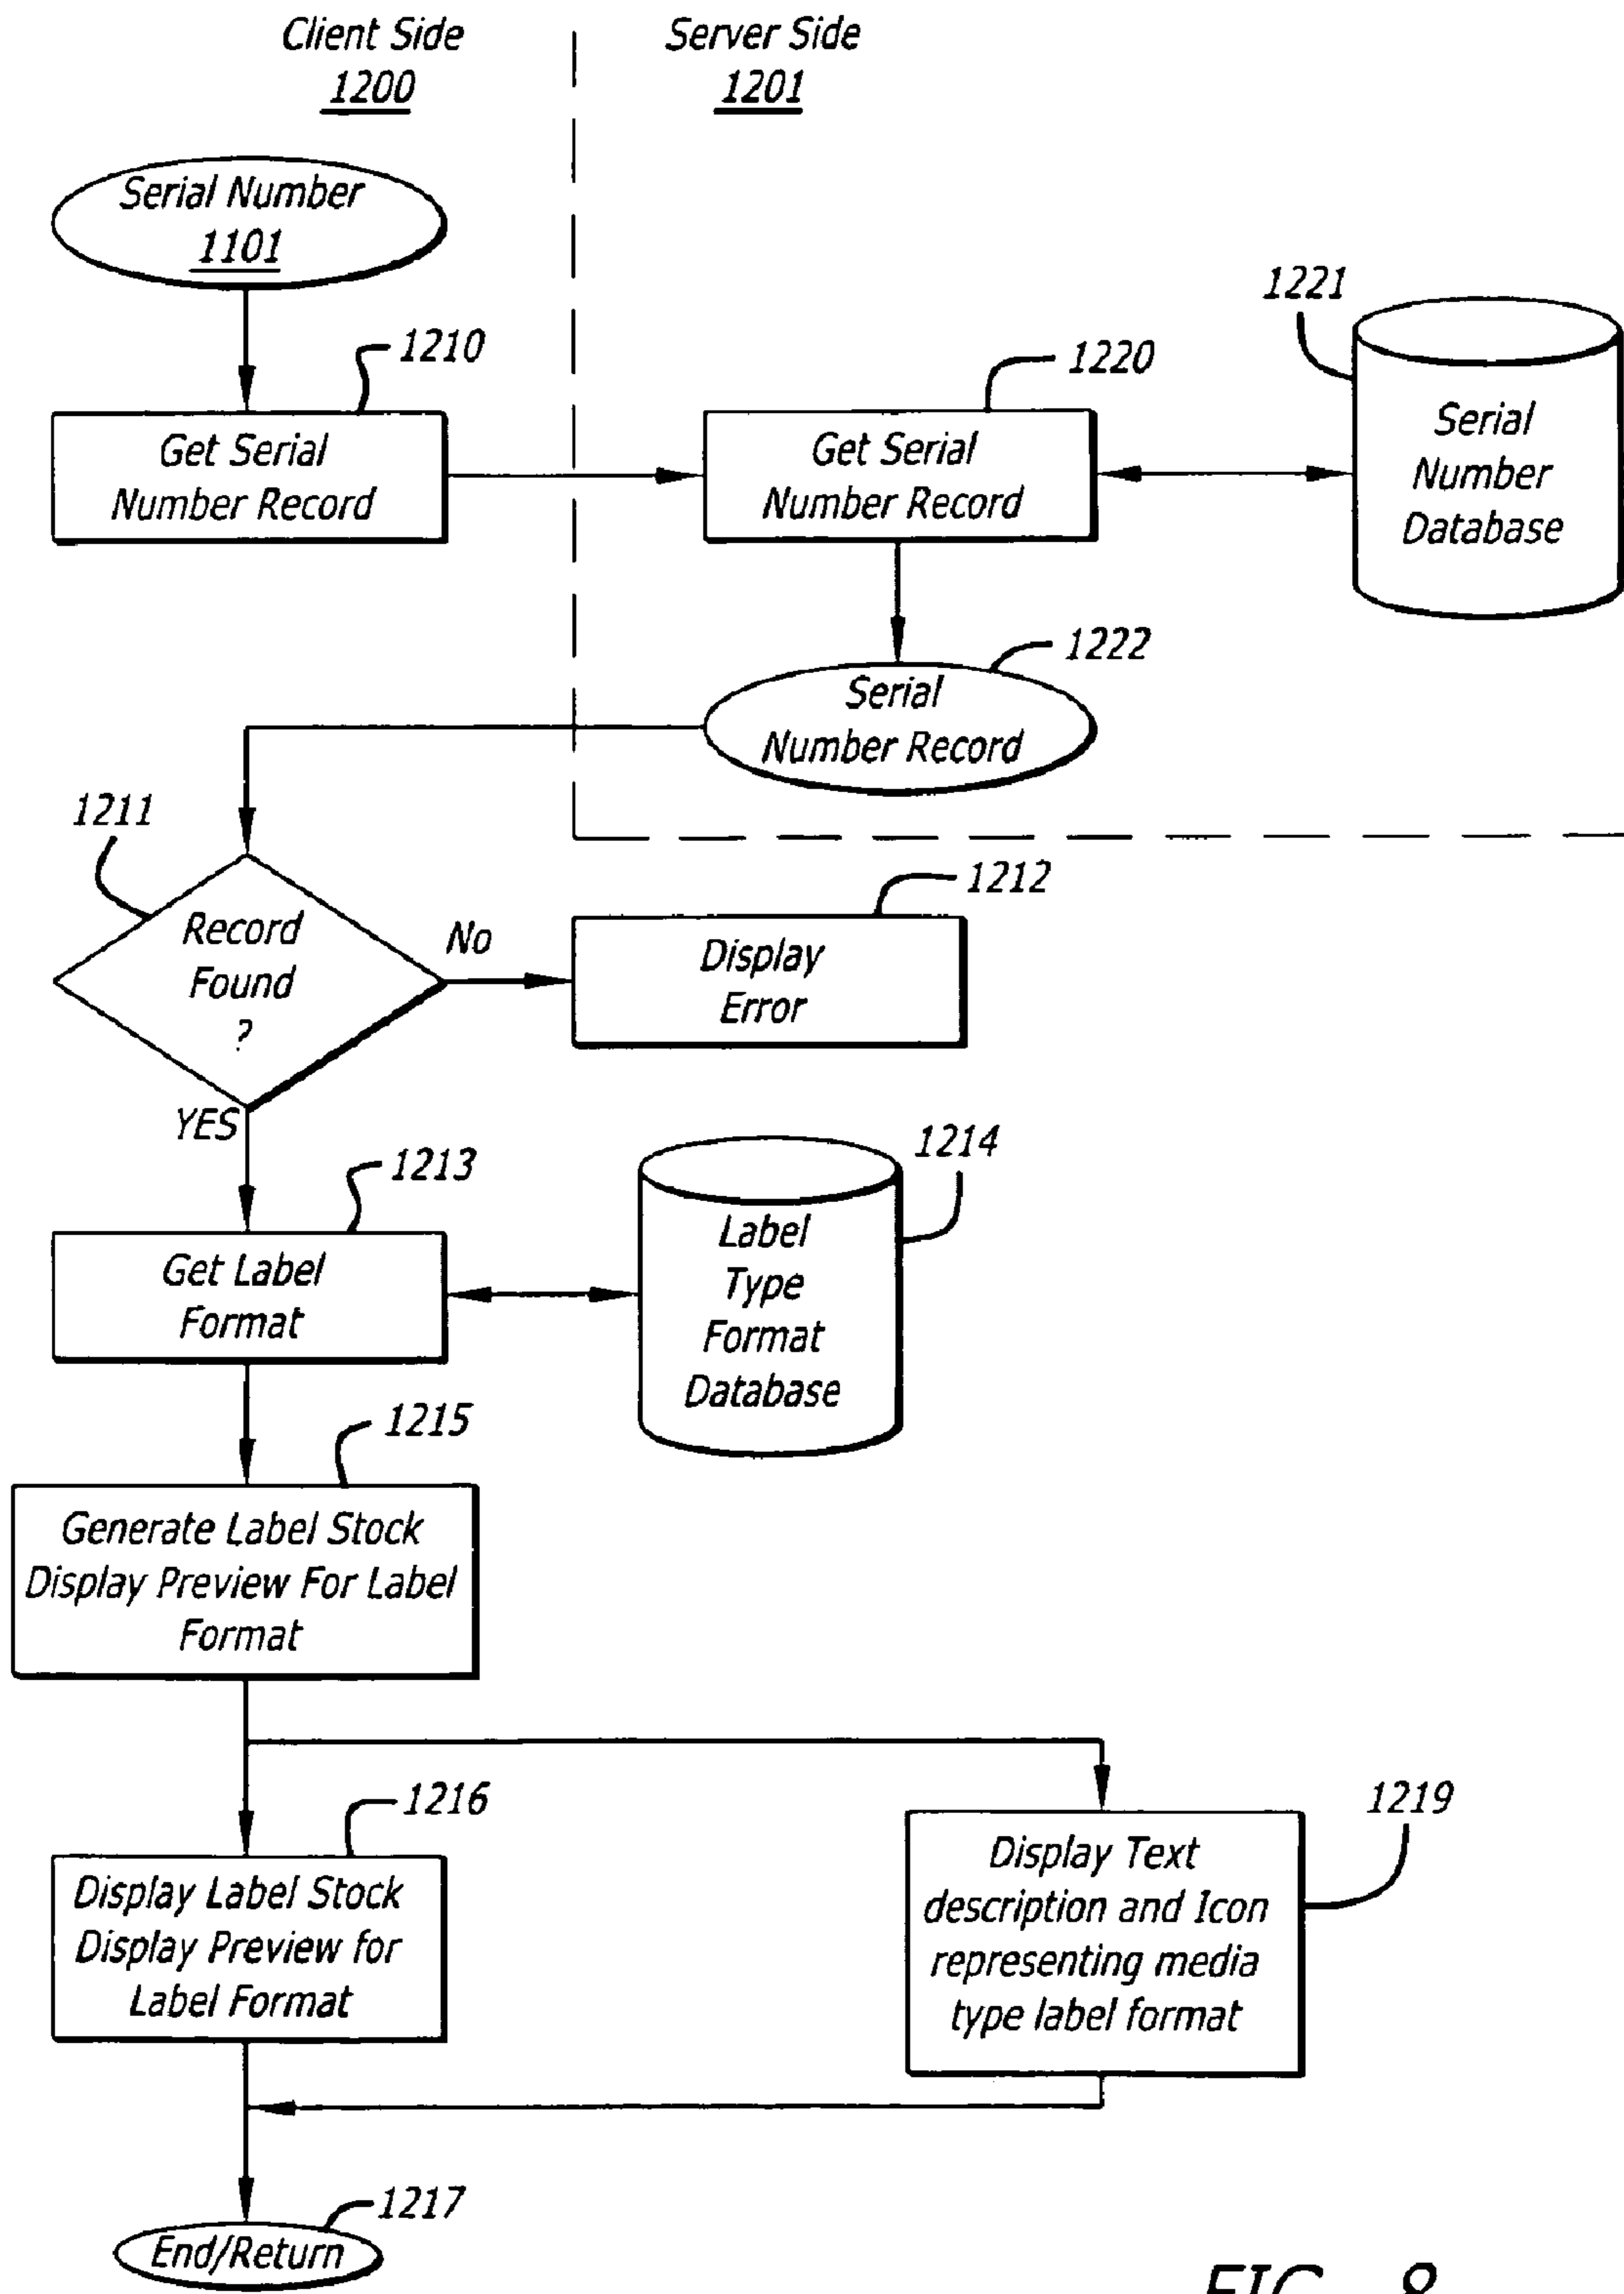 Client Side
1200
Server Side
1201
Serial Number
1101
1210
Get Serial
Number Record
1220
Get Serial
Number Record
1221
Serial
Number
Database
1222
Serial
Number Record
1211
Record
Found
?
No
1212
Display
Error
YES
1213
Get Label
Format
1214
Label
Type
Format
Database
1215
Generate Label Stock
Display Preview For Label
Format
1216
Display Label Stock
Display Preview for
Label Format
1219
Display Text
description and Icon
representing media
type label format
1217
End/Return
FIG. 8